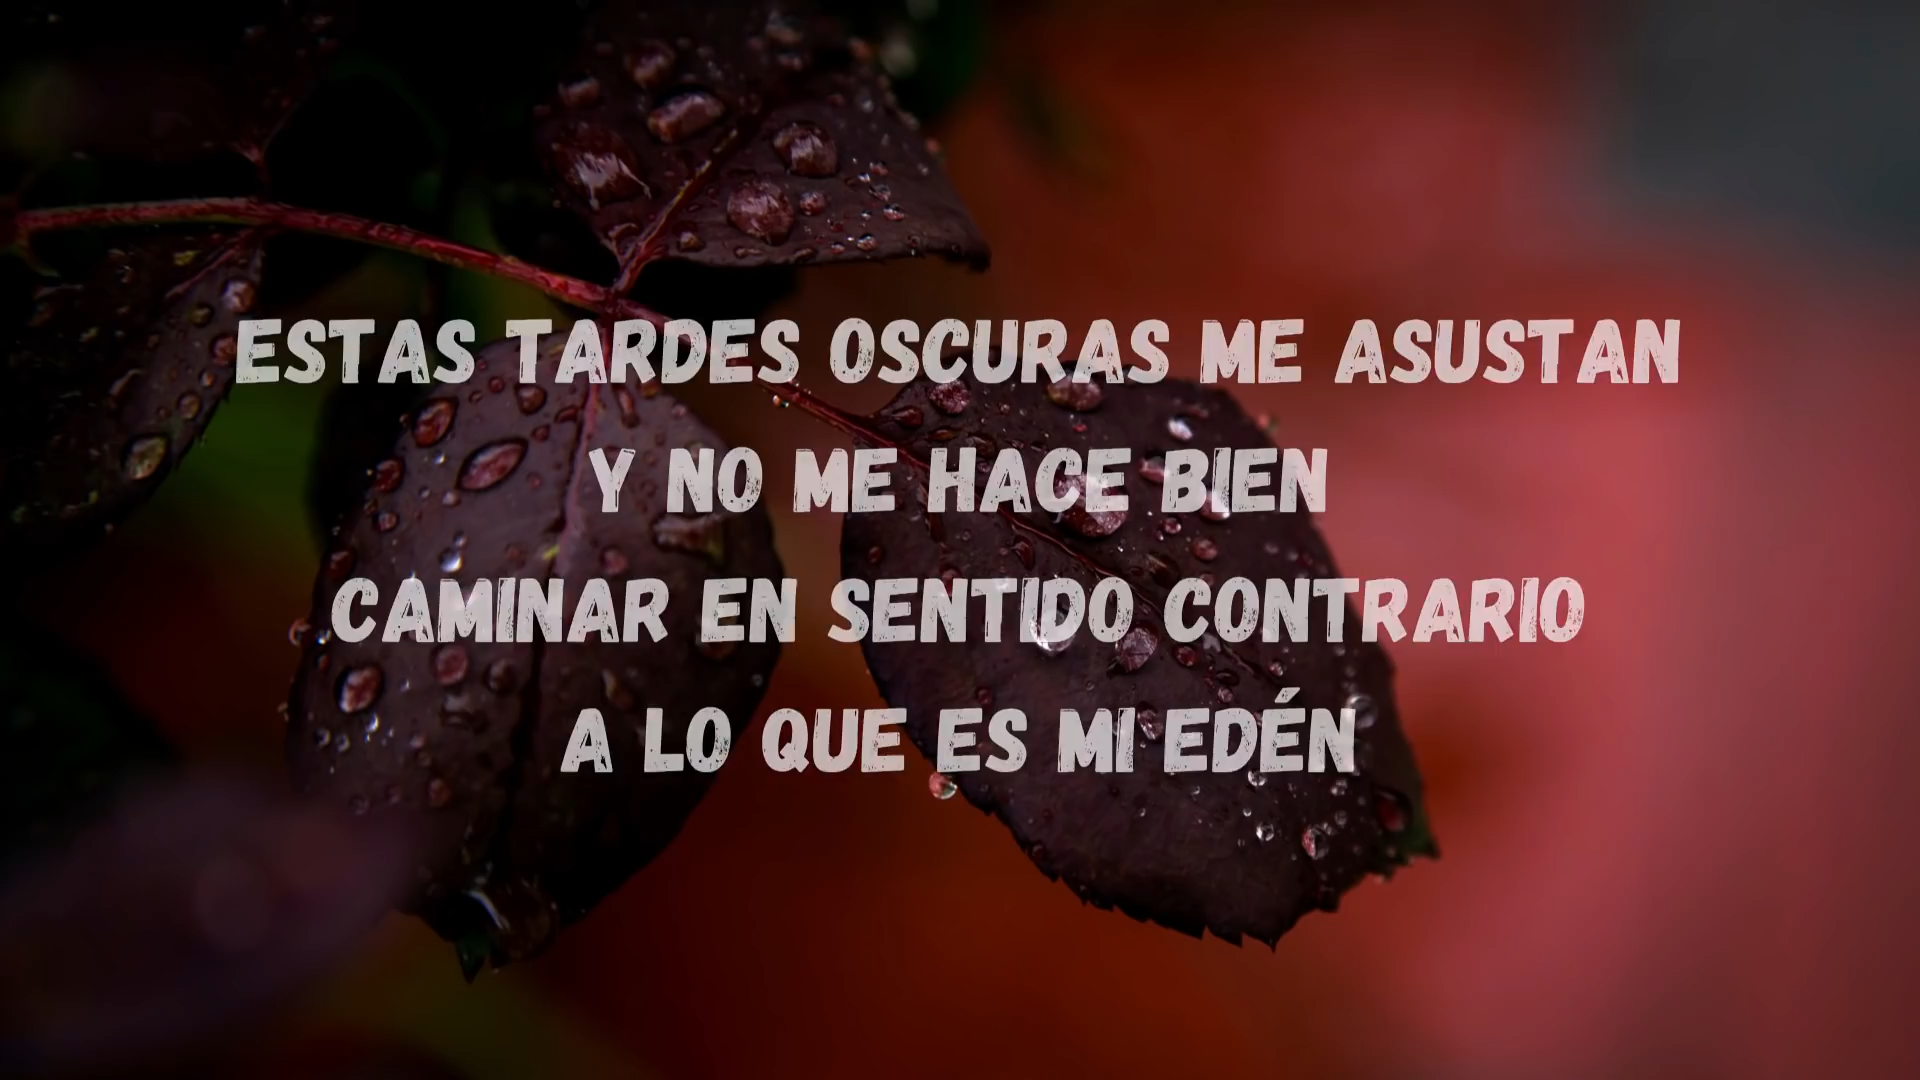 ESTAS TARDES OSCURAS ME ASUSTAN
Y NO ME HACE BIEN
CAMINAR EN SENTIDO CONTRARIO
A LO QUE ES MI EDÉN